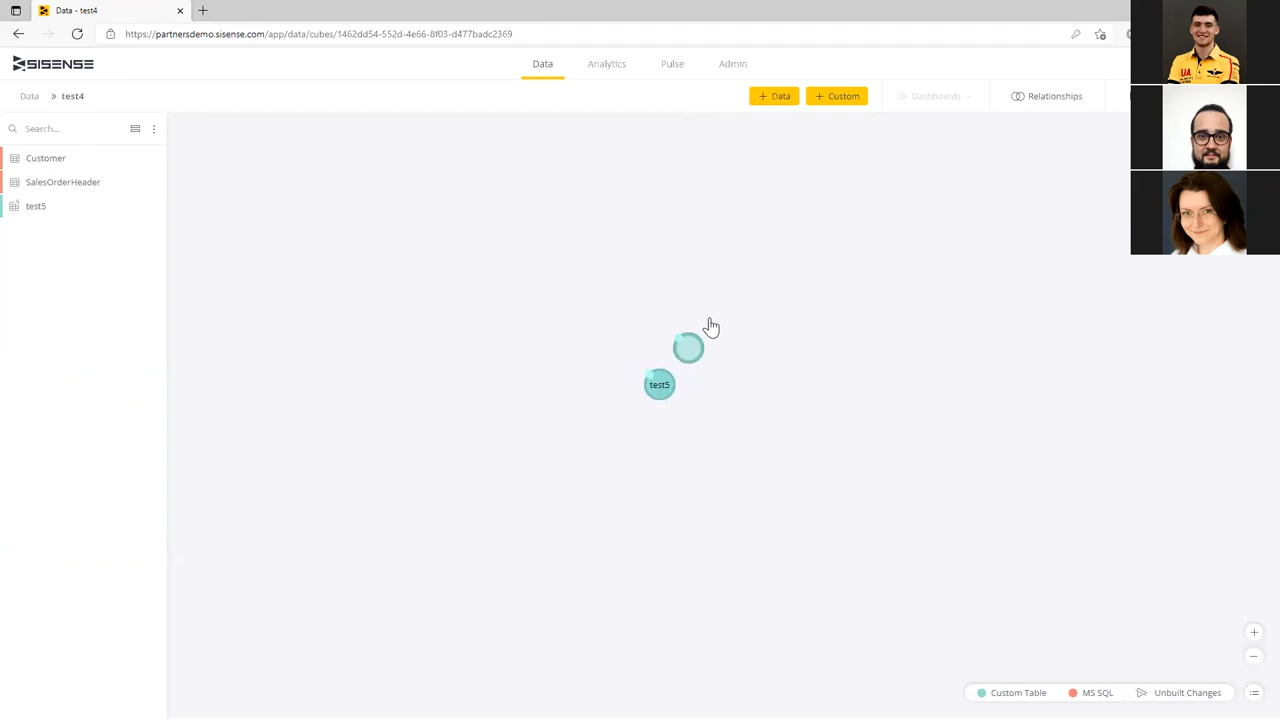 Data - test4
https://partnersdemo.sisense.com/app/data/cubes/1462dd54-552d-4e66-8f03-d477badc2369
SISENSE
Data
Analytics
Pulse
Admin
Data » test4
+ Data
+ Custom
Dashboards
Relationships
Search...
Customer
SalesOrderHeader
test5
test5
UA
Custom Table
MS SQL
Unbuilt Changes